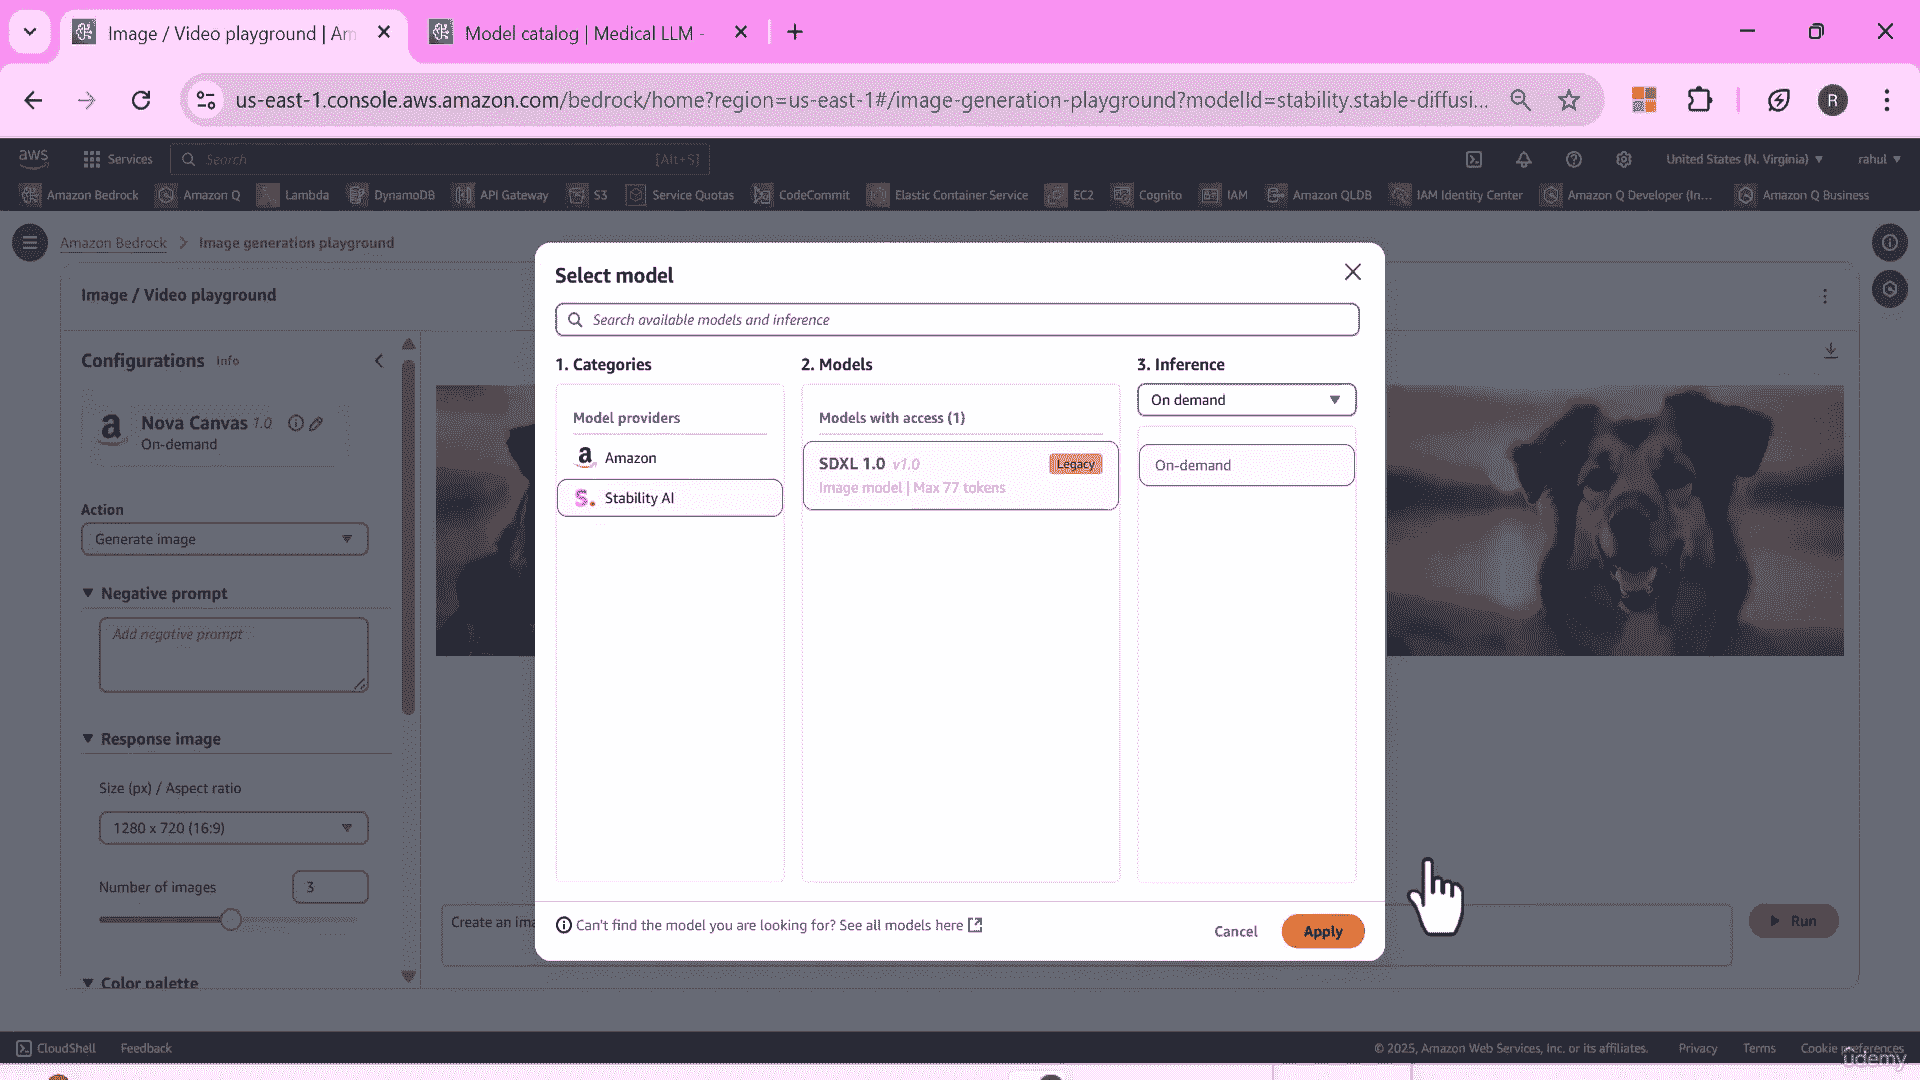 Image / Video playground | Am
Model catalog | Medical LLM -
us-east-1.console.aws.amazon.com/bedrock/home?region=us-east-1#/image-generation-playground?modelId=stability.stable-diffusi...
R
aws
Services
Search
[Alt+S]
United States (N. Virginia)
rahul
Amazon Bedrock
Amazon Q
Lambda
DynamoDB
API Gateway
S3
Service Quotas
CodeCommit
Elastic Container Service
EC2
Cognito
IAM
Amazon QLDB
IAM Identity Center
Amazon Q Developer (In...
Amazon Q Business
Amazon Bedrock
Image generation playground
Image / Video playground
Configurations Info
Nova Canvas 1.0
On-demand
Action
Generate image
Negative prompt
Add negative prompt
Response image
Size (px) / Aspect ratio
1280 x 720 (16:9)
Number of images
3
Color palette
Select model
Search available models and inference
1. Categories
Model providers
Amazon
Stability AI
2. Models
Models with access (1)
SDXL 1.0 v1.0
Legacy
Image model | Max 77 tokens
3. Inference
On demand
On-demand
Can't find the model you are looking for? See all models here
Cancel
Apply
Create an ima
Run
CloudShell
Feedback
© 2025, Amazon Web Services, Inc. or its affiliates.
Privacy
Terms
Cookie preferences
udemy